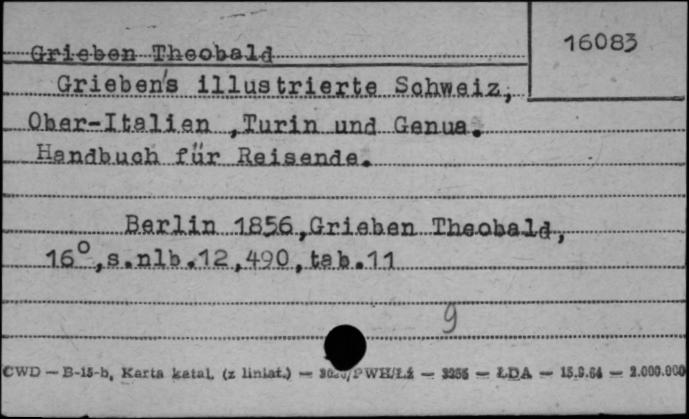 Grieben Theobald
16083
Grieben's illustrierte Schweiz,
Ober-Italien ,Turin und Genua.
Handbuch für Reisende.
Berlin 1856,Grieben Theobald,
16°,s.nlb.12,490,tab.11
9
CWD — B-15-b, Karta katal. (z liniat.) — PWH/Łż — 3256 — ŁDA — 15.9.64 — 2.000.000